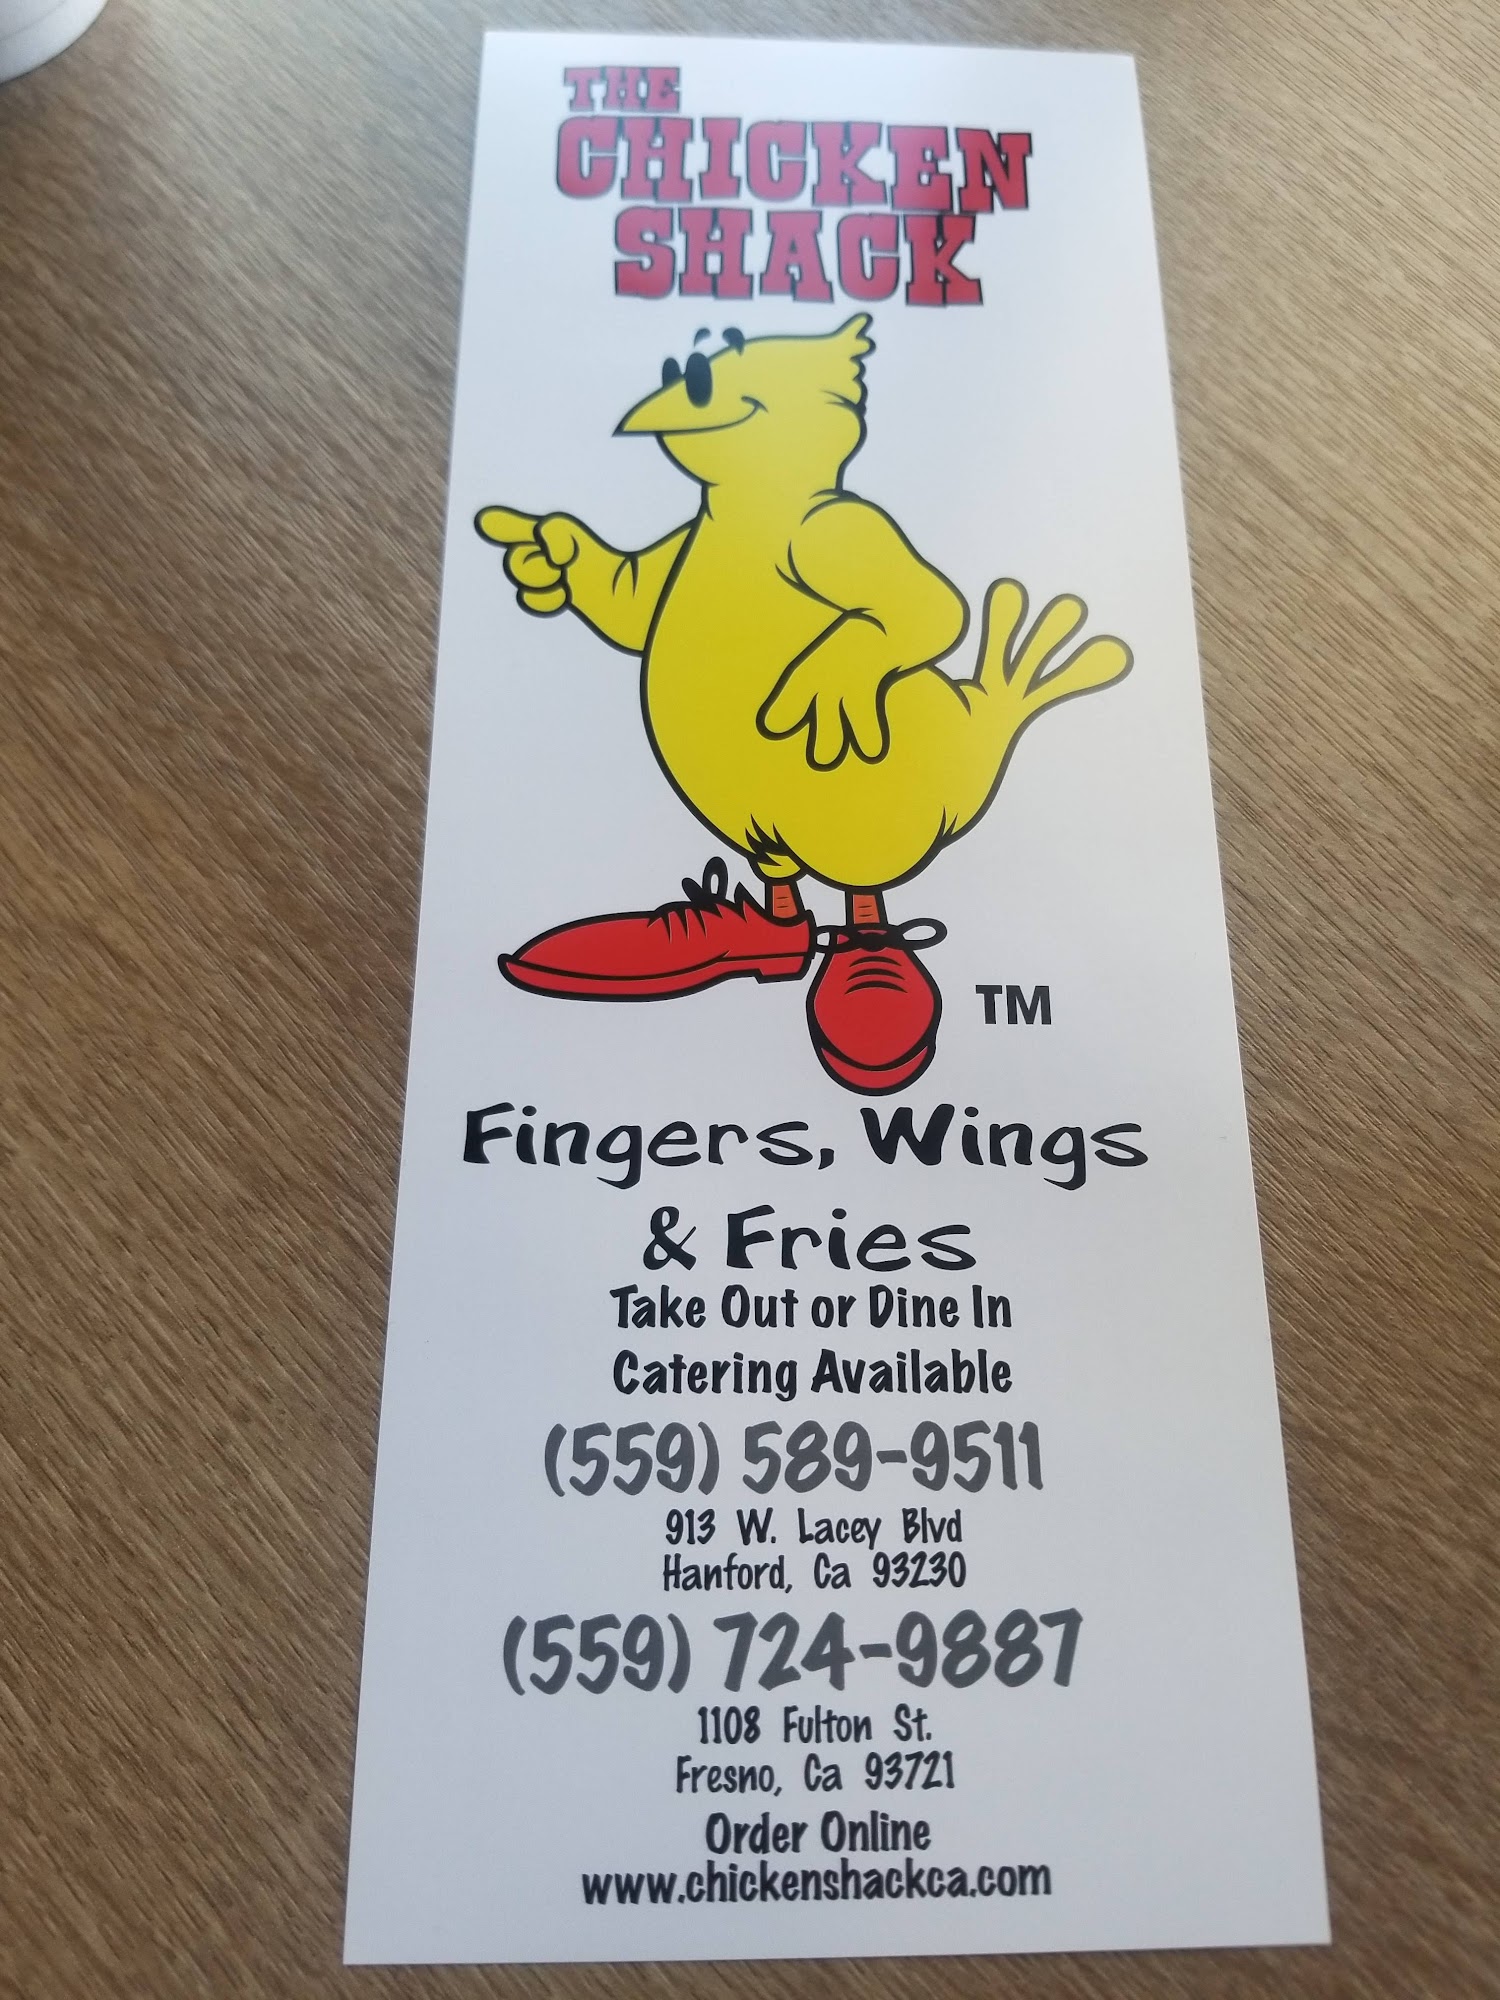 THE
CHICKEN
SHACK
TM
Fingers, Wings
& Fries
Take Out or Dine In
Catering Available
(559) 589-9511
913 W. Lacey Blvd
Hanford, Ca 93230
(559) 724-9887
1108 Fulton St.
Fresno, Ca 93721
Order Online
www.chickenshackca.com